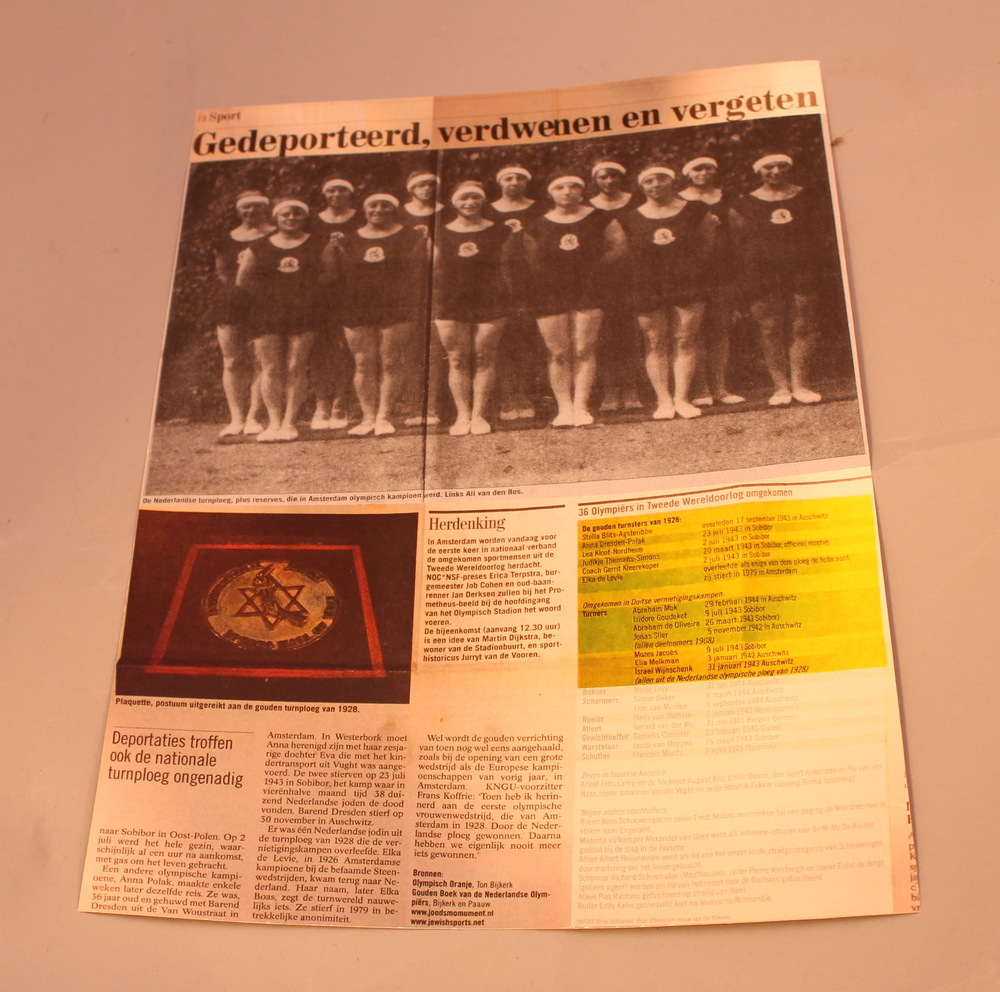 Sport
Gedeporteerd, verdwenen en vergeten
De Nederlandse turnploeg, plus reserves, die in Amsterdam olympisch kampioen werd. Links Ali van den Bos.
Plaquette, postuum uitgereikt aan de gouden turnploeg van 1928.
Deportaties troffen
ook de nationale
turnploeg ongenadig
naar Sobibor in Oost-Polen. Op 2
juli werd het hele gezin, waar-
schijnlijk al een uur na aankomst,
met gas om het leven gebracht.
Een andere olympische kampi-
oene, Anna Polak, maakte enkele
weken later dezelfde reis. Ze was
36 jaar oud en gehuwd met Barend
Dresden uit de Van Woustraat in
Amsterdam. In Westerbork moet
Anna herenigd zijn met haar zesja-
rige dochter Eva die met het kin-
dertransport uit Vught was aange-
voerd. De twee stierven op 23 juli
1943 in Sobibor, het kamp waar in
vierënhalve maand tijd 38 dui-
zend Nederlandse joden de dood
vonden. Barend Dresden stierf op
30 november in Auschwitz.
Er was één Nederlandse jodin uit
de turnploeg van 1928 die de ver-
nietigingskampen overleefde. Elka
de Levie, in 1926 Amsterdamse
kampioene bij de befaamde Steen-
wedstrijden, kwam terug naar Ne-
derland. Haar naam, later Elka
Boas, zegt de turnwereld nauwe-
lijks iets. Ze stierf in 1979 in be-
trekkelijke anonimiteit.
Herdenking
In Amsterdam worden vandaag voor
de eerste keer in nationaal verband
de omgekomen sportmensen uit de
Tweede Wereldoorlog herdacht.
NOC*NSF-preses Erica Terpstra, bur-
gemeester Job Cohen en oud-baan-
renner Jan Derksen zullen bij het Pro-
metheus-beeld bij de hoofdingang
van het Olympisch Stadion het woord
voeren.
De bijeenkomst (aanvang 12.30 uur)
is een idee van Martin Dijkstra, be-
woner van de Stadionbuurt, en sport-
historicus Jurryt van de Vooren.
Wel wordt de gouden verrichting
van toen nog wel eens aangehaald,
zoals bij de opening van een grote
wedstrijd als de Europese kampi-
oenschappen van vorig jaar, in
Amsterdam. KNGU-voorzitter
Frans Koffrie: 'Toen heb ik herin-
nerd aan de eerste olympische
vrouwenwedstrijd, die van Am-
sterdam in 1928. Door de Neder-
landse ploeg gewonnen. Daarna
hebben we eigenlijk nooit meer
iets gewonnen.'
Bronnen:
Olympisch Oranje, Ton Bijkerk
Gouden Boek van de Nederlandse Olym-
piërs, Bijkerk en Paauw
www.joodsmonument.nl
www.jewishsports.net
36 Olympiërs in Tweede Wereldoorlog omgekomen
De gouden turnsters van 1928:
Stella Blits-Agsteribbe overleden 17 september 1943 in Auschwitz
Anna Dresden-Polak 23 juli 1943 in Sobibor
Lea Kloot-Nordheim 2 juli 1943 in Sobibor
Judikje Themans-Simons 20 maart 1943 in Sobibor, officieel reserve
Coach Gerrit Kleerekoper 2 juli 1943 in Sobibor
Elka de Levie overleefde als enige van deze ploeg de holocaust;
zij stierf in 1979 in Amsterdam
Omgekomen in Duitse vernietigingskampen
Turners Abraham Mok 29 februari 1944 in Auschwitz
Isidore Goudeket 9 juli 1943 Sobibor
Abraham de Oliveira 26 maart 1943 Sobibor)
Jonas Slier 5 november 1942 in Auschwitz
(allen deelnemers 1908)
Mozes Jacobs 9 juli 1943 Sobibor
Elia Melkman 3 januari 1942 Auschwitz
Israel Wijnschenk 31 januari 1943 Auschwitz
(allen uit de Nederlandse olympische ploeg van 1928)
Bokser
Schermers
Roeier
Atleet
Gewichtheffer
Worstelaar
Schutter